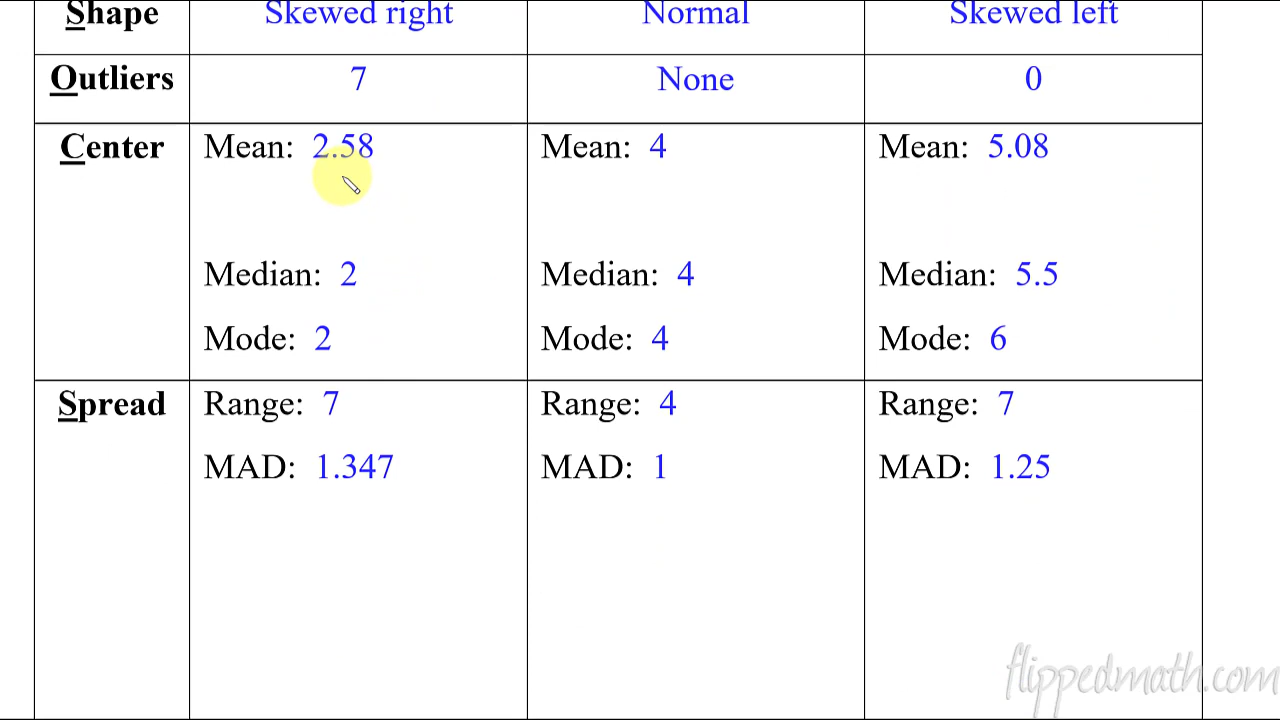 Shape Skewed right Normal Skewed left
Outliers 7 None 0
Center Mean: 2.58 Mean: 4 Mean: 5.08
Median: 2 Median: 4 Median: 5.5
Mode: 2 Mode: 4 Mode: 6
Spread Range: 7 Range: 4 Range: 7
MAD: 1.347 MAD: 1 MAD: 1.25
flippedmath.com